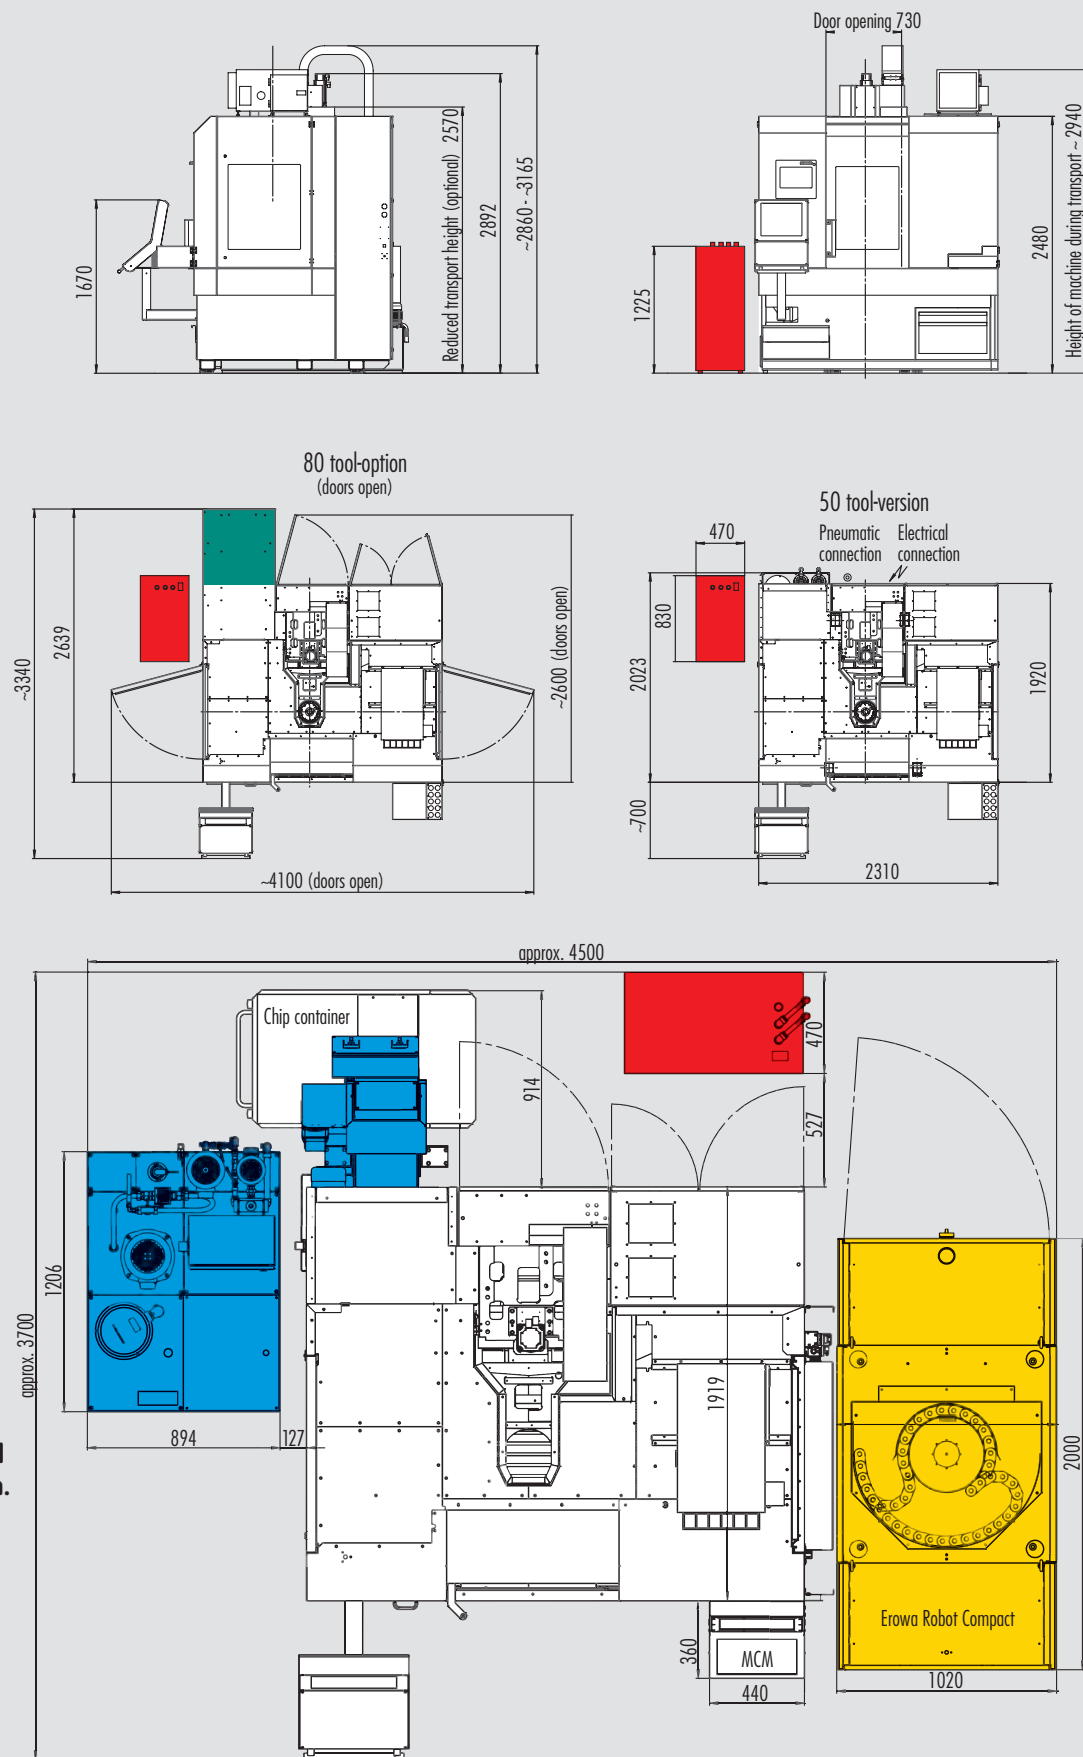 Door opening 730
1670
Reduced transport height (optional) 2570
2892
~2860 - ~3165
1225
2480
Height of machine during transport ~ 2940
80 tool-option
(doors open)
50 tool-version
Pneumatic
connection
Electrical
connection
470
830
~3340
2639
~2600 (doors open)
2023
1920
~700
~4100 (doors open)
2310
approx. 4500
Chip container
914
470
527
1206
approx. 3700
894
127
1919
2000
Erowa Robot Compact
360
MCM
440
1020